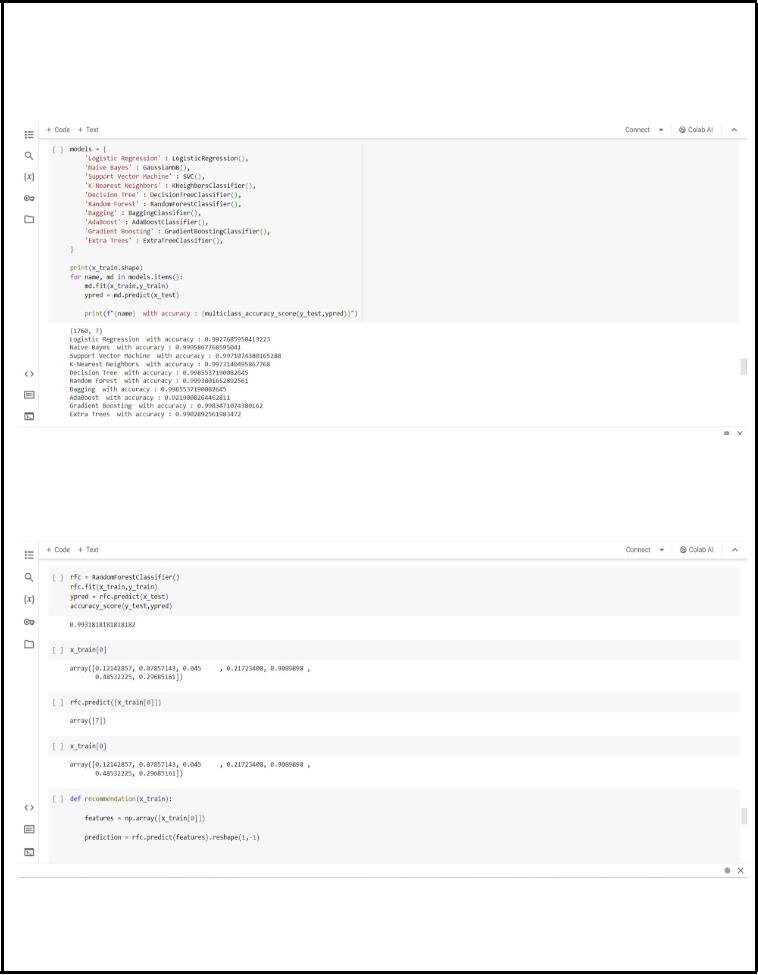 + Code + Text Connect Colab AI
[ ] models = {
'Logistic Regression' : LogisticRegression(),
'Naive Bayes' : GaussianNB(),
'Support Vector Machine' : SVC(),
'K-Nearest Neighbors' : KNeighborsClassifier(),
'Decision Tree' : DecisionTreeClassifier(),
'Random Forest' : RandomForestClassifier(),
'Bagging' : BaggingClassifier(),
'AdaBoost' : AdaBoostClassifier(),
'Gradient Boosting' : GradientBoostingClassifier(),
'Extra Trees' : ExtraTreeClassifier(),
}
print(x_train.shape)
for name, md in models.items():
md.fit(x_train,y_train)
ypred = md.predict(x_test)
print(f"{name} with accuracy : {multiclass_accuracy_score(y_test,ypred)}")
(1760, 7)
Logistic Regression with accuracy : 0.9927685950413223
Naive Bayes with accuracy : 0.9995867768595041
Support Vector Machine with accuracy : 0.9971074380165288
K-Nearest Neighbors with accuracy : 0.9973140495867768
Decision Tree with accuracy : 0.9985537190082645
Random Forest with accuracy : 0.9993801652892561
Bagging with accuracy : 0.9985537190082645
AdaBoost with accuracy : 0.9219008264462811
Gradient Boosting with accuracy : 0.9983471074380162
Extra Trees with accuracy : 0.9902892561983472
+ Code + Text Connect Colab AI
[ ] rfc = RandomForestClassifier()
rfc.fit(x_train,y_train)
ypred = rfc.predict(x_test)
accuracy_score(y_test,ypred)
0.9931818181818182
[ ] x_train[0]
array([0.12142857, 0.07857143, 0.045 , 0.21723408, 0.9089898 ,
0.48532225, 0.29685161])
[ ] rfc.predict([x_train[0]])
array([7])
[ ] x_train[0]
array([0.12142857, 0.07857143, 0.045 , 0.21723408, 0.9089898 ,
0.48532225, 0.29685161])
[ ] def recommendation(x_train):
features = np.array([x_train[0]])
prediction = rfc.predict(features).reshape(1,-1)